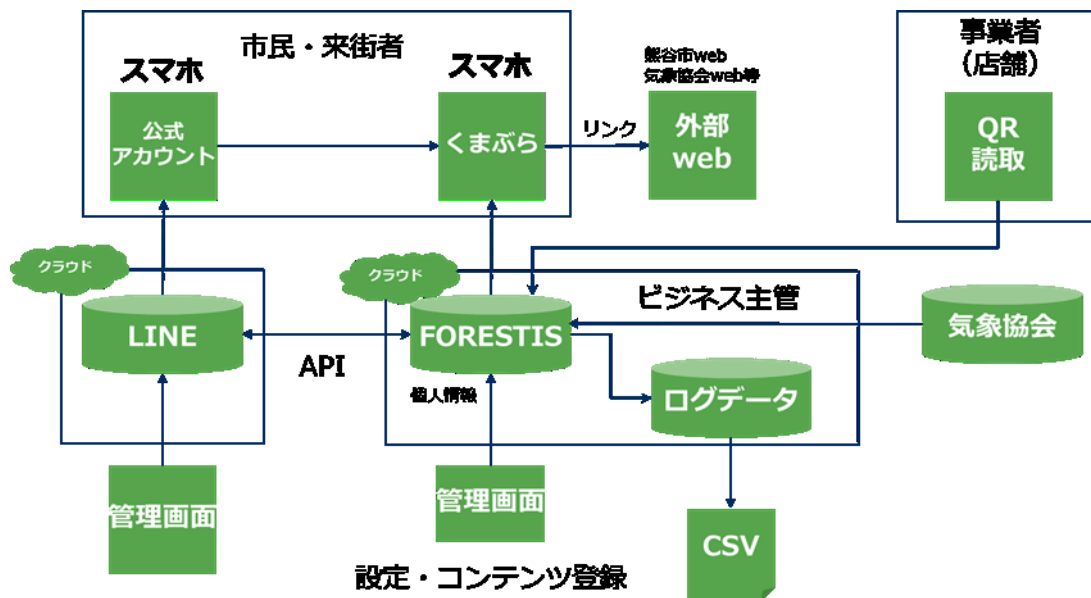 市民・来街者
スマホ
スマホ
公式
アカウント
くまぶら
リンク
熊谷市web
気象協会web等
外部
web
事業者
（店舗）
QR
読取
クラウド
クラウド
LINE
API
FORESTIS
個人情報
ビジネス主管
気象協会
ログデータ
管理画面
管理画面
CSV
設定・コンテンツ登録